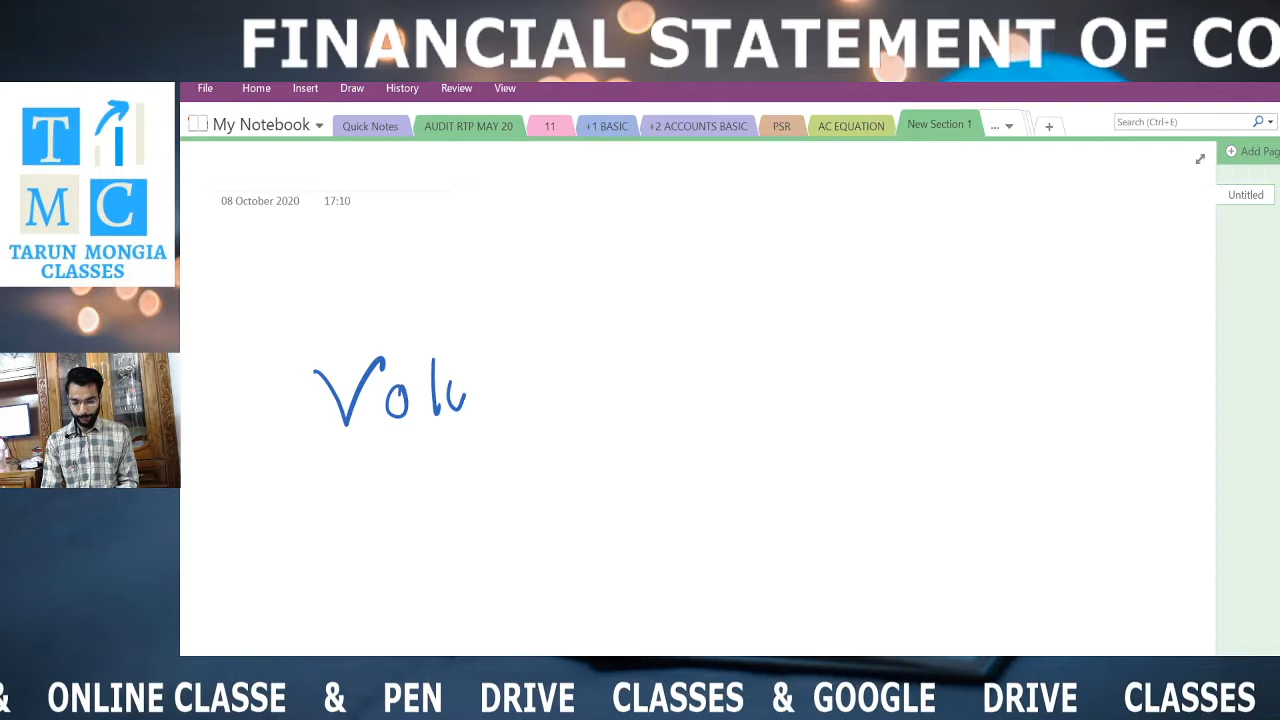 FINANCIAL STATEMENT OF CO
T
M C
TARUN MONGIA
CLASSES
File Home Insert Draw History Review View
My Notebook Quick Notes AUDIT RTP MAY 20 11 +1 BASIC +2 ACCOUNTS BASIC PSR AC EQUATION New Section 1 ... + Search (Ctrl+E)
Add Pag
Untitled
08 October 2020 17:10
& ONLINE CLASSE & PEN DRIVE CLASSES & GOOGLE DRIVE CLASSES